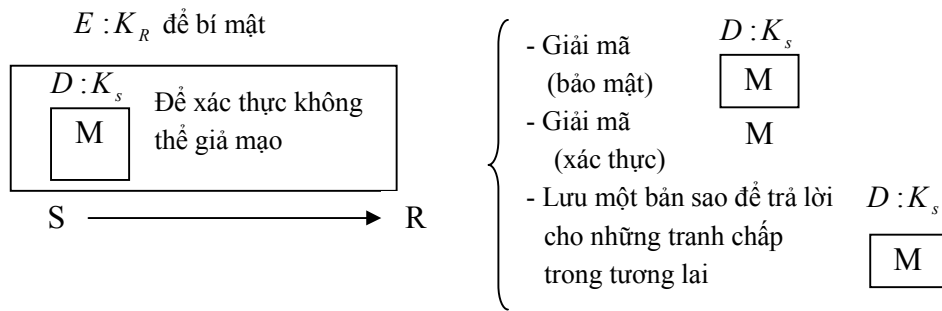 E : K_R để bí mật
D : K_s
M
Để xác thực không
thể giả mạo
S
R
- Giải mã
(bảo mật)
D : K_s
M
- Giải mã
M
(xác thực)
- Lưu một bản sao để trả lời
cho những tranh chấp
trong tương lai
D : K_s
M